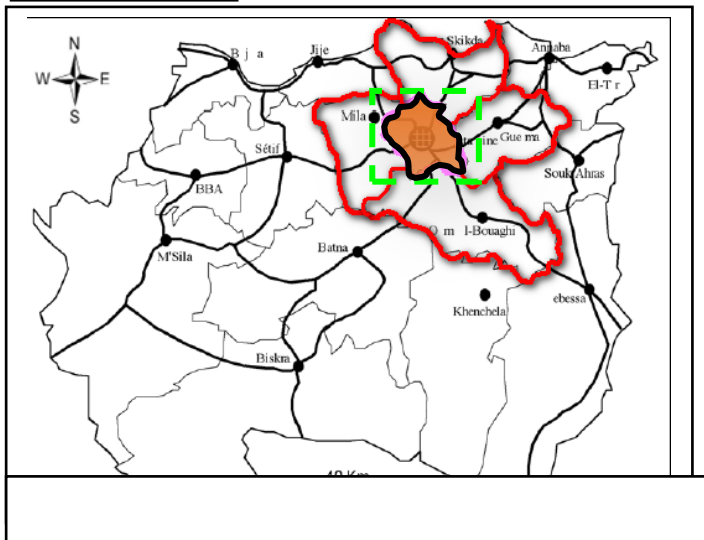 N
W E
S
B j a
Jije
Skikda
Annaba
El-T r
Mila
Gue ma
Sétif
BBA
Souk Ahras
O m l-Bouaghi
M'Sila
Batna
Khenchela
ebessa
Biskra